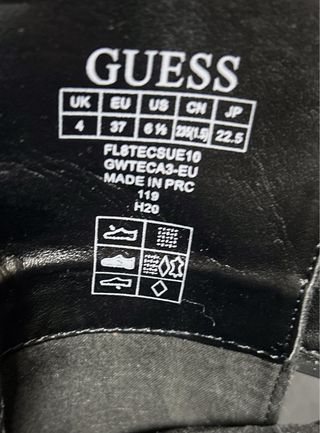 GUESS
UK EU US CN JP
4 37 6 ½ 235(1.5) 22.5
FL8TECSUE10
GWTECA3-EU
MADE IN PRC
119
H20